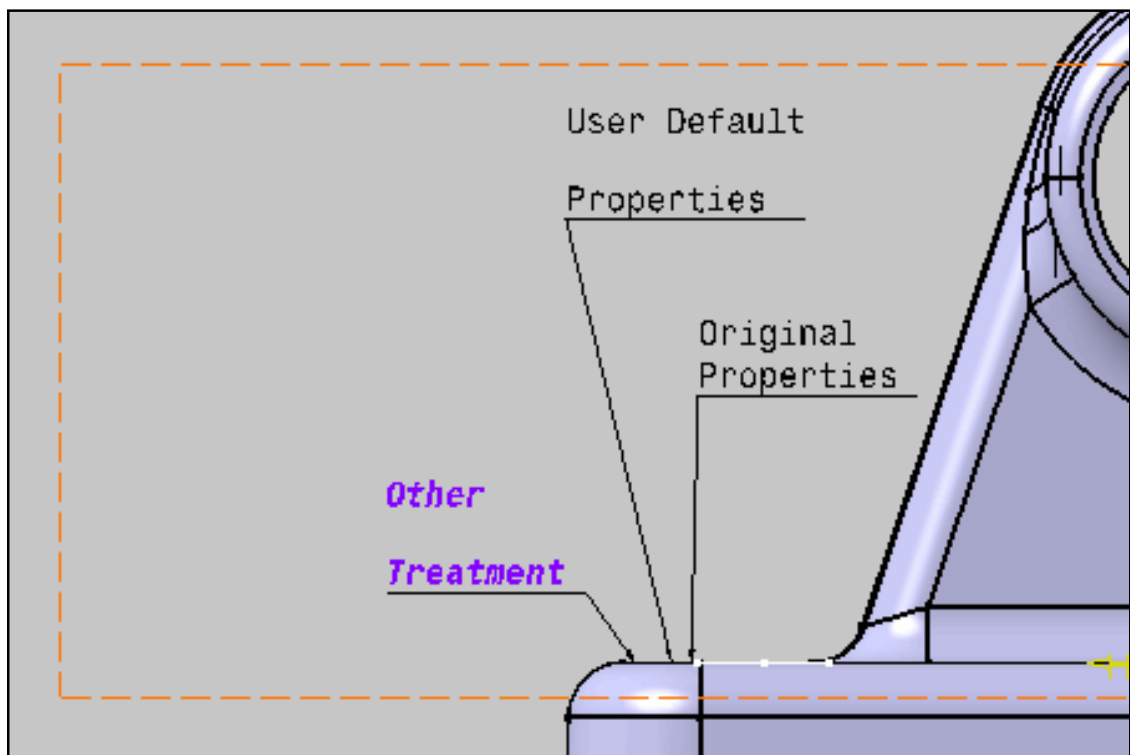 User Default
Properties
Original
Properties
Other
Treatment